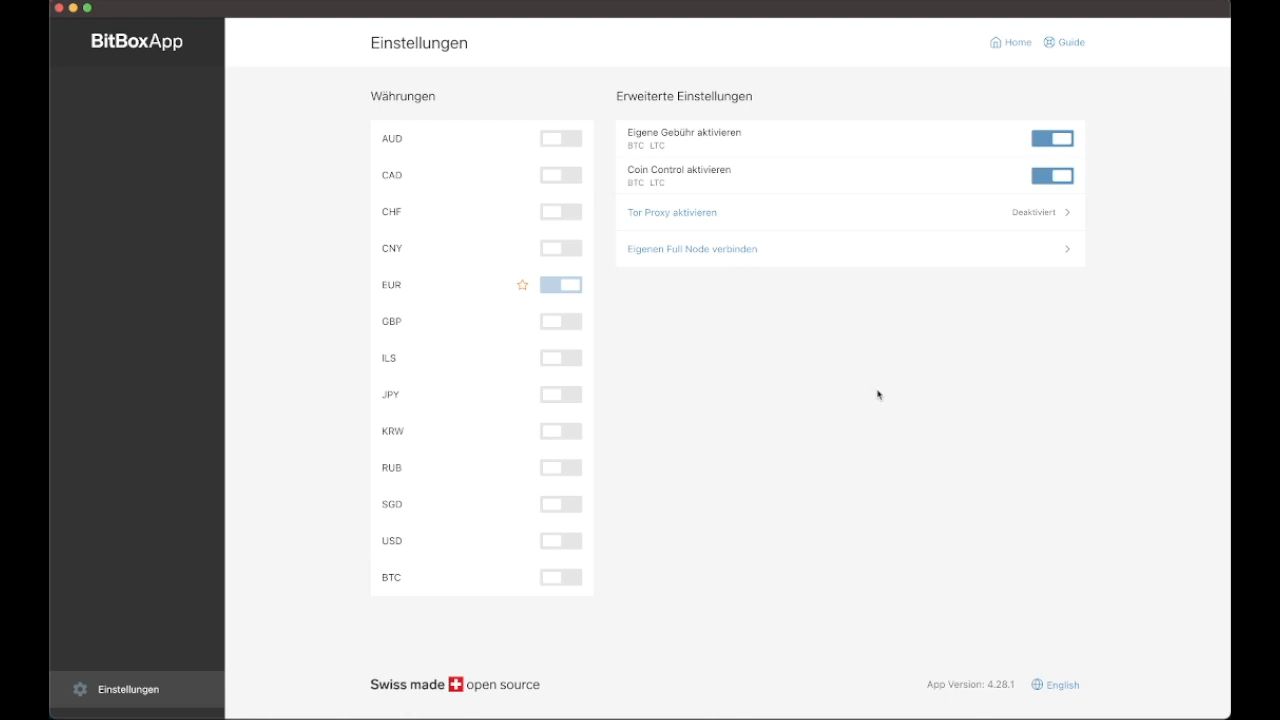 BitBoxApp
Einstellungen
Home
Guide
Währungen
AUD
CAD
CHF
CNY
EUR
GBP
ILS
JPY
KRW
RUB
SGD
USD
BTC
Erweiterte Einstellungen
Eigene Gebühr aktivieren
BTC LTC
Coin Control aktivieren
BTC LTC
Tor Proxy aktivieren
Deaktiviert
Eigenen Full Node verbinden
Einstellungen
Swiss made open source
App Version: 4.28.1
English